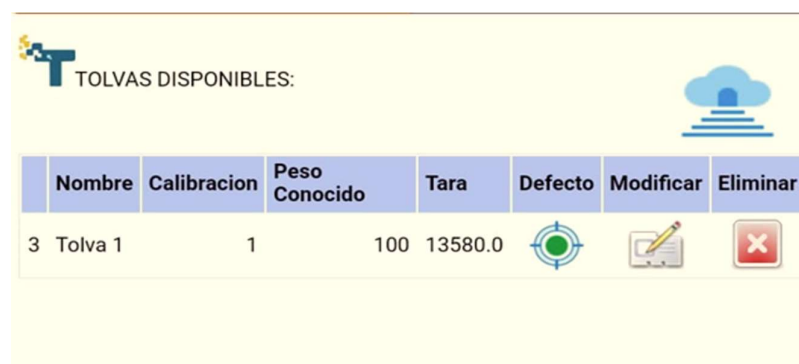 TOLVAS DISPONIBLES:
Nombre Calibracion Peso Conocido Tara Defecto Modificar Eliminar
3 Tolva 1 1 100 13580.0